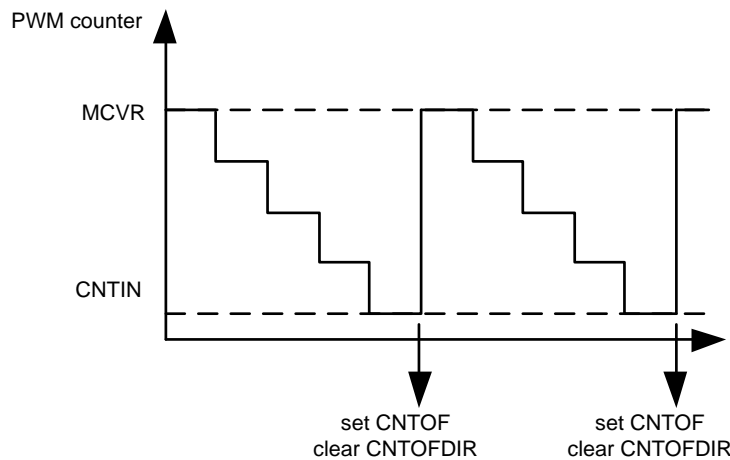 PWM counter
MCVR
CNTIN
set CNTOF
clear CNTOFDIR
set CNTOF
clear CNTOFDIR